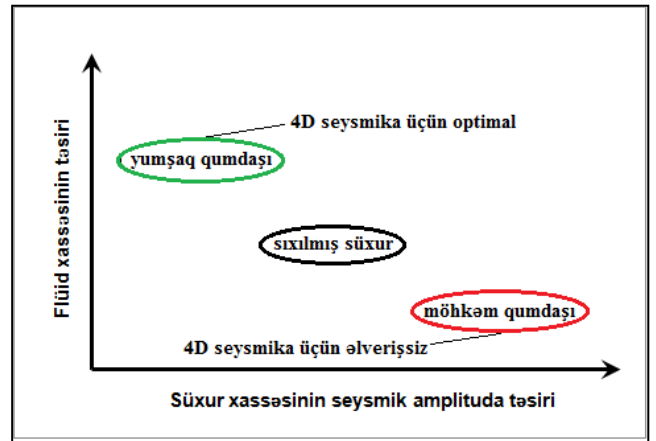 4D seysmika üçün optimal
yumşaq qumdaşı
Flüid xassəsinin təsiri
sıxılmış süxur
möhkəm qumdaşı
4D seysmika üçün əlverişsiz
Süxur xassəsinin seysmik amplituda təsiri